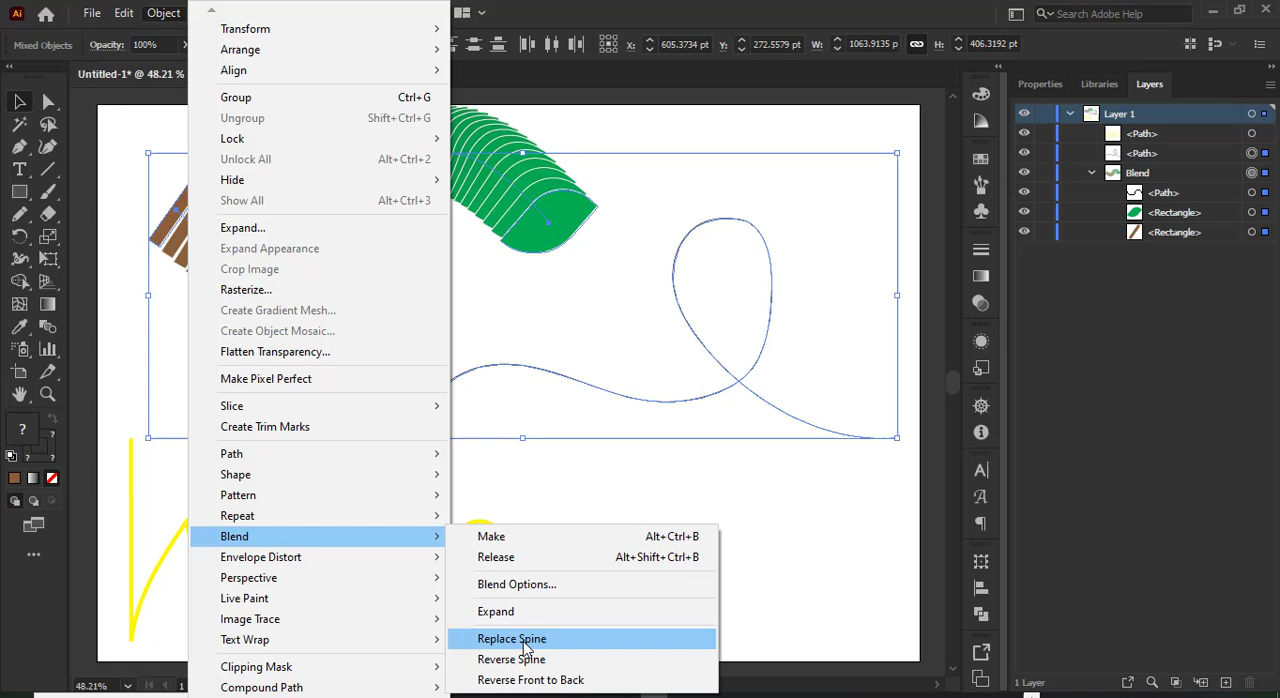 Ai File Edit Object Search Adobe Help
Mixed Objects Opacity: 100% X: 605.3734 pt Y: 272.5579 pt W: 1063.9135 p H: 406.3192 pt
Untitled-1* @ 48.21 %
Transform
Arrange
Align
Group Ctrl+G
Ungroup Shift+Ctrl+G
Lock
Unlock All Alt+Ctrl+2
Hide
Show All Alt+Ctrl+3
Expand...
Expand Appearance
Crop Image
Rasterize...
Create Gradient Mesh...
Create Object Mosaic...
Flatten Transparency...
Make Pixel Perfect
Slice
Create Trim Marks
Path
Shape
Pattern
Repeat
Blend
Envelope Distort
Perspective
Live Paint
Image Trace
Text Wrap
Clipping Mask
Compound Path
Make Alt+Ctrl+B
Release Alt+Shift+Ctrl+B
Blend Options...
Expand
Replace Spine
Reverse Spine
Reverse Front to Back
Properties Libraries Layers
Layer 1
<Path>
<Path>
Blend
<Path>
<Rectangle>
<Rectangle>
48.21% 1
1 Layer